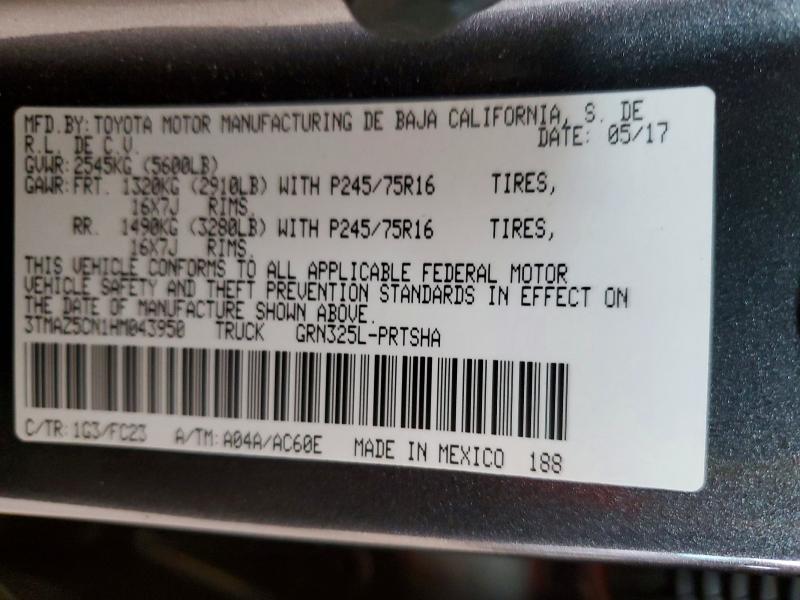 MFD.BY: TOYOTA MOTOR MANUFACTURING DE BAJA CALIFORNIA, S. DE
R.L. DE C.V. DATE: 05/17
GVWR: 2545KG (5600LB)
GAWR: FRT. 1320KG (2910LB) WITH P245/75R16 TIRES,
16X7J RIMS,
RR. 1490KG (3280LB) WITH P245/75R16 TIRES,
16X7J RIMS,
THIS VEHICLE CONFORMS TO ALL APPLICABLE FEDERAL MOTOR
VEHICLE SAFETY AND THEFT PREVENTION STANDARDS IN EFFECT ON
THE DATE OF MANUFACTURE SHOWN ABOVE.
3TMAZ5CN1HM043950 TRUCK GRN325L-PRTSHA
C/TR: 1G3/FC23 A/TM: A04A/AC60E MADE IN MEXICO 188